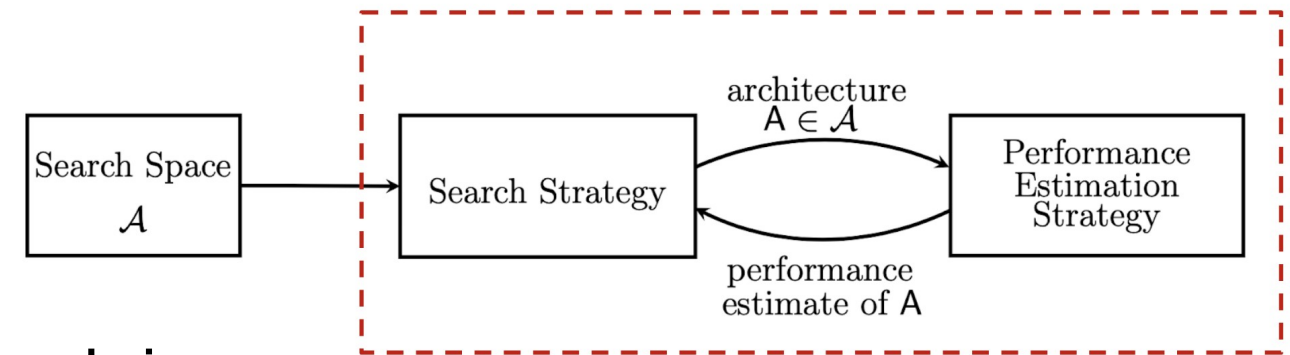 Search Space
𝒜
Search Strategy
architecture
A ∈ 𝒜
performance
estimate of A
Performance
Estimation
Strategy